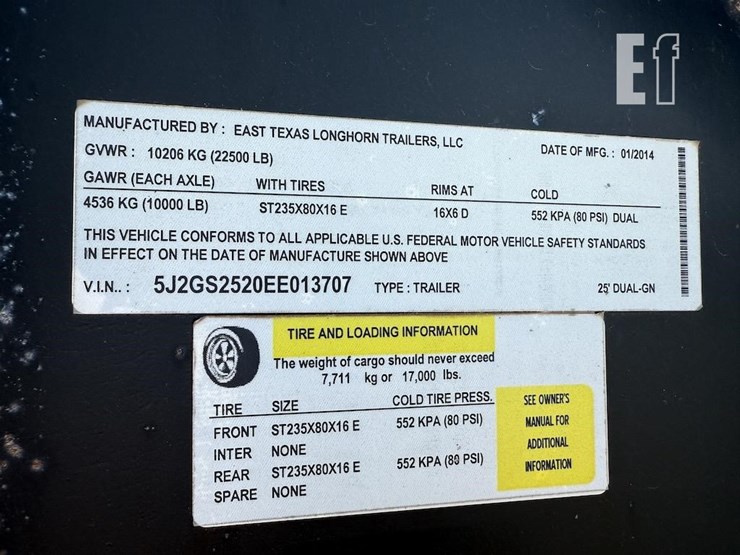 Ef
MANUFACTURED BY : EAST TEXAS LONGHORN TRAILERS, LLC
GVWR : 10206 KG (22500 LB) DATE OF MFG. : 01/2014
GAWR (EACH AXLE) WITH TIRES RIMS AT COLD
4536 KG (10000 LB) ST235X80X16 E 16X6 D 552 KPA (80 PSI) DUAL
THIS VEHICLE CONFORMS TO ALL APPLICABLE U.S. FEDERAL MOTOR VEHICLE SAFETY STANDARDS
IN EFFECT ON THE DATE OF MANUFACTURE SHOWN ABOVE
V.I.N.. : 5J2GS2520EE013707 TYPE : TRAILER 25' DUAL-GN
TIRE AND LOADING INFORMATION
The weight of cargo should never exceed
7,711 kg or 17,000 lbs.
TIRE SIZE COLD TIRE PRESS.
FRONT ST235X80X16 E 552 KPA (80 PSI)
INTER NONE
REAR ST235X80X16 E 552 KPA (80 PSI)
SPARE NONE
SEE OWNER'S
MANUAL FOR
ADDITIONAL
INFORMATION